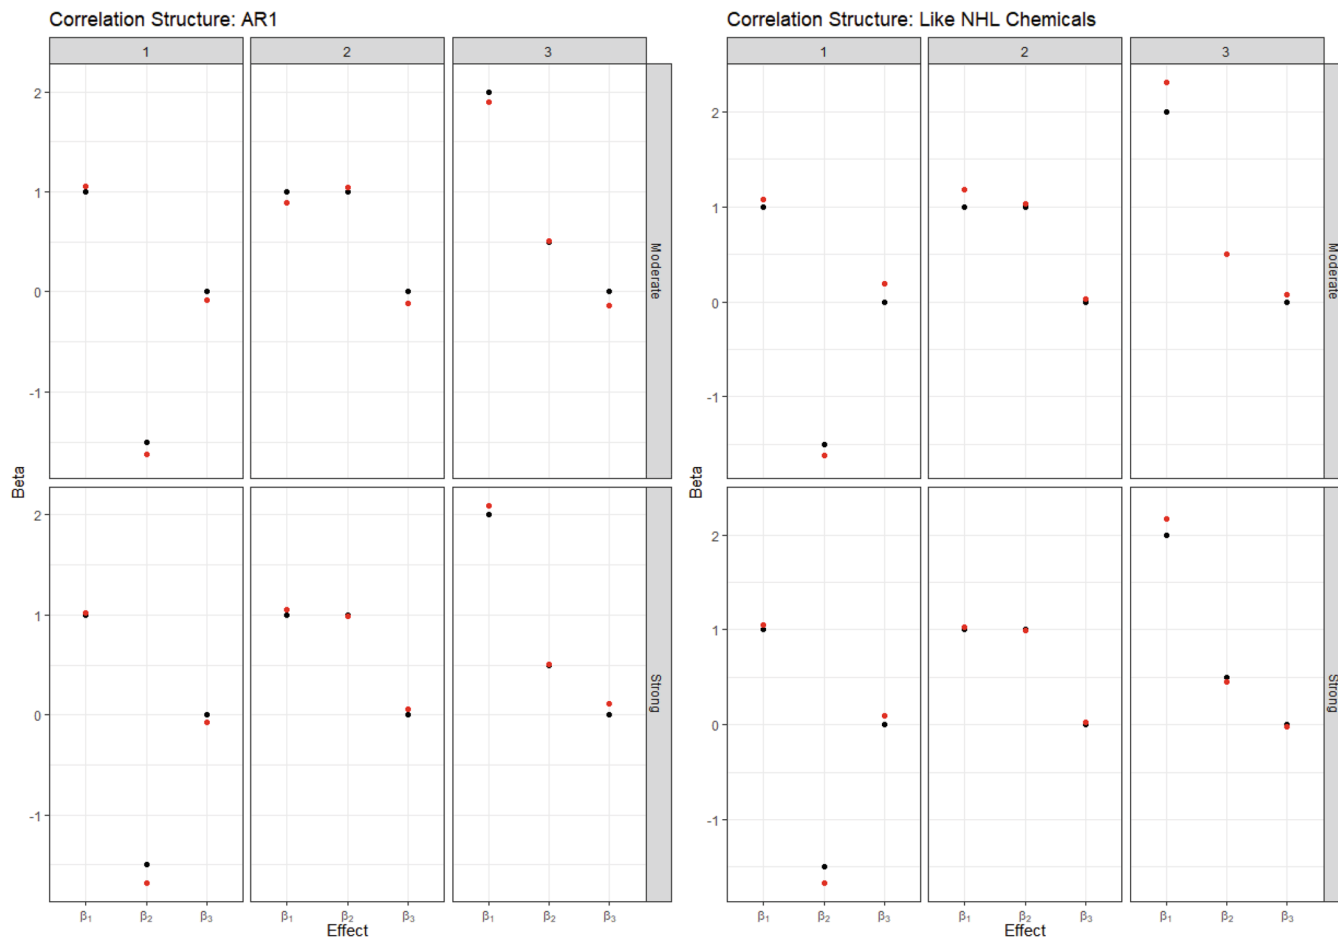 Correlation Structure: AR1
1 2 3
2
1
0
-1
Moderate
2
1
0
-1
Strong
Beta
β₁ β₂ β₃ β₁ β₂ β₃ β₁ β₂ β₃
Effect
Correlation Structure: Like NHL Chemicals
1 2 3
2
1
0
-1
Moderate
2
1
0
-1
Strong
Beta
β₁ β₂ β₃ β₁ β₂ β₃ β₁ β₂ β₃
Effect